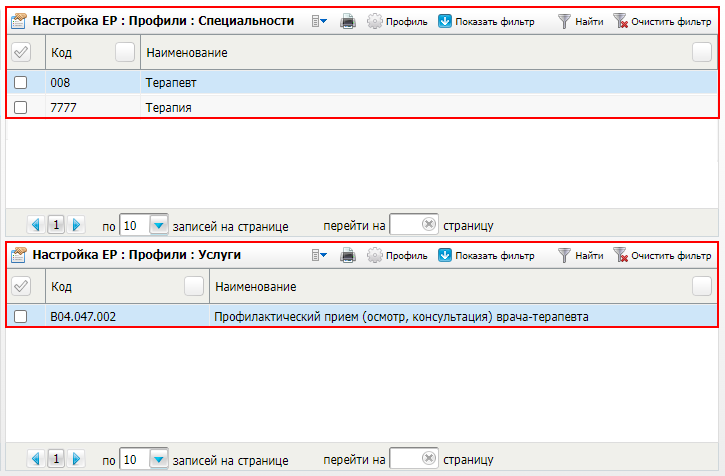 Настройка ЕР : Профили : Специальности Профиль Показать фильтр Найти Очистить фильтр
Код Наименование
008 Терапевт
7777 Терапия
1 по 10 записей на странице перейти на страницу
Настройка ЕР : Профили : Услуги Профиль Показать фильтр Найти Очистить фильтр
Код Наименование
B04.047.002 Профилактический прием (осмотр, консультация) врача-терапевта
1 по 10 записей на странице перейти на страницу